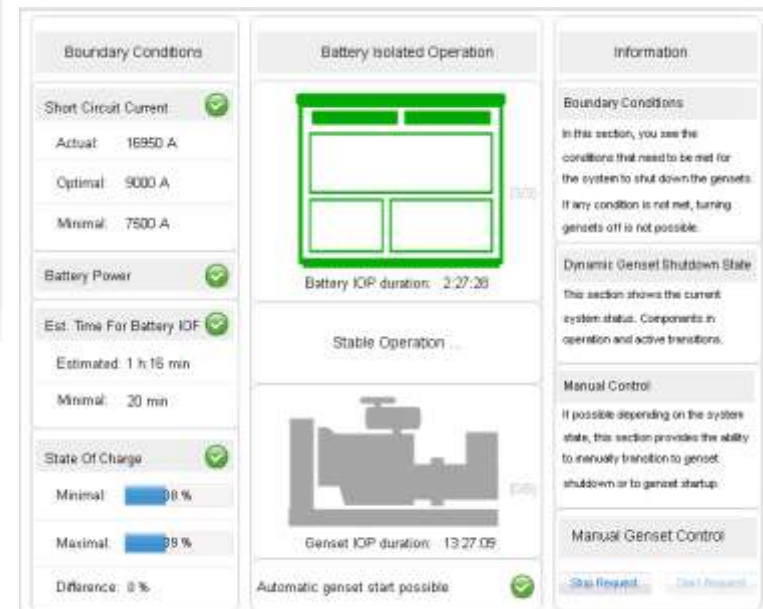 Boundary Conditions
Short Circuit Current
Actual: 16950 A
Optimal: 9000 A
Minimal: 7500 A
Battery Power
Est. Time For Battery IOP
Estimated: 1 h 16 min
Minimal: 20 min
State Of Charge
Minimal: 38 %
Maximal: 39 %
Difference: 0 %
Battery Isolated Operation
Battery IOP duration: 2:27:28
Stable Operation ...
Genset IOP duration: 13:27:09
Automatic genset start possible
Information
Boundary Conditions
In this section, you see the
conditions that need to be met for
the system to shut down the gensets.
If any condition is not met, turning
gensets off is not possible.
Dynamic Genset Shutdown State
This section shows the current
system status. Components in
operation and active transitions.
Manual Control
If possible depending on the system
state, this section provides the ability
to manually transition to genset
shutdown or to genset startup.
Manual Genset Control
Stop Request
Start Request